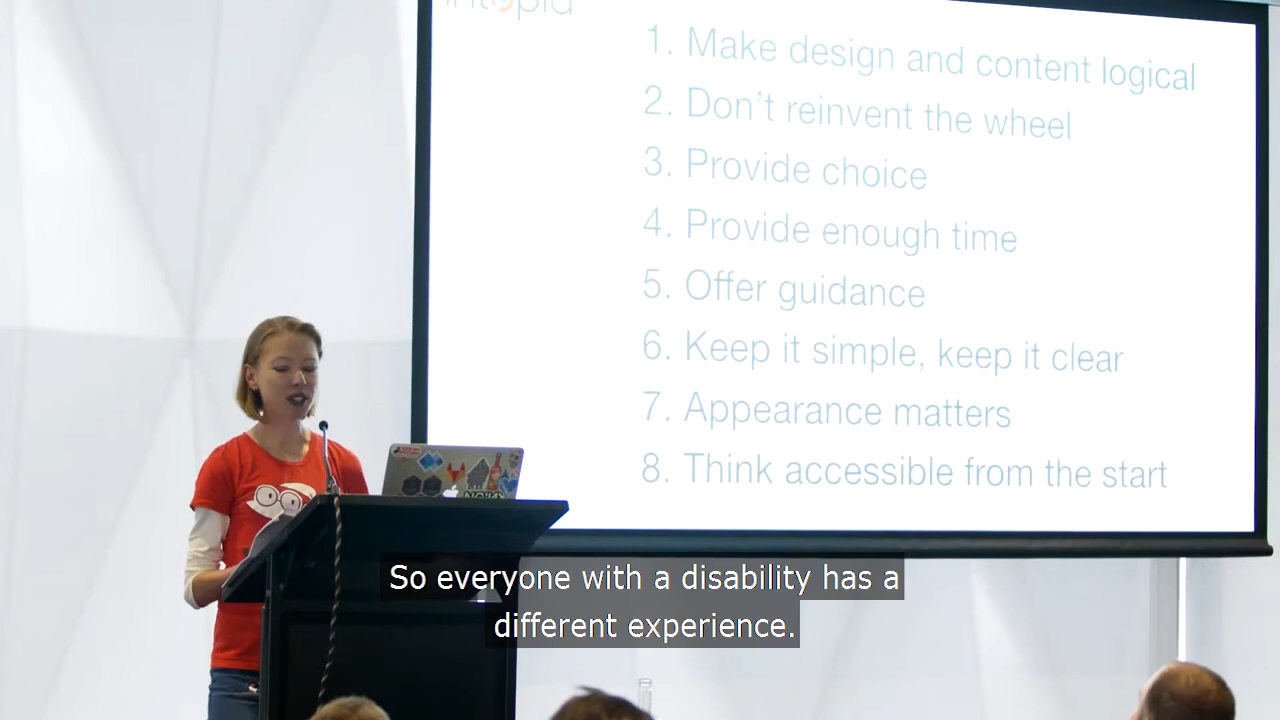 intopia
1. Make design and content logical
2. Don't reinvent the wheel
3. Provide choice
4. Provide enough time
5. Offer guidance
6. Keep it simple, keep it clear
7. Appearance matters
8. Think accessible from the start
So everyone with a disability has a
different experience.